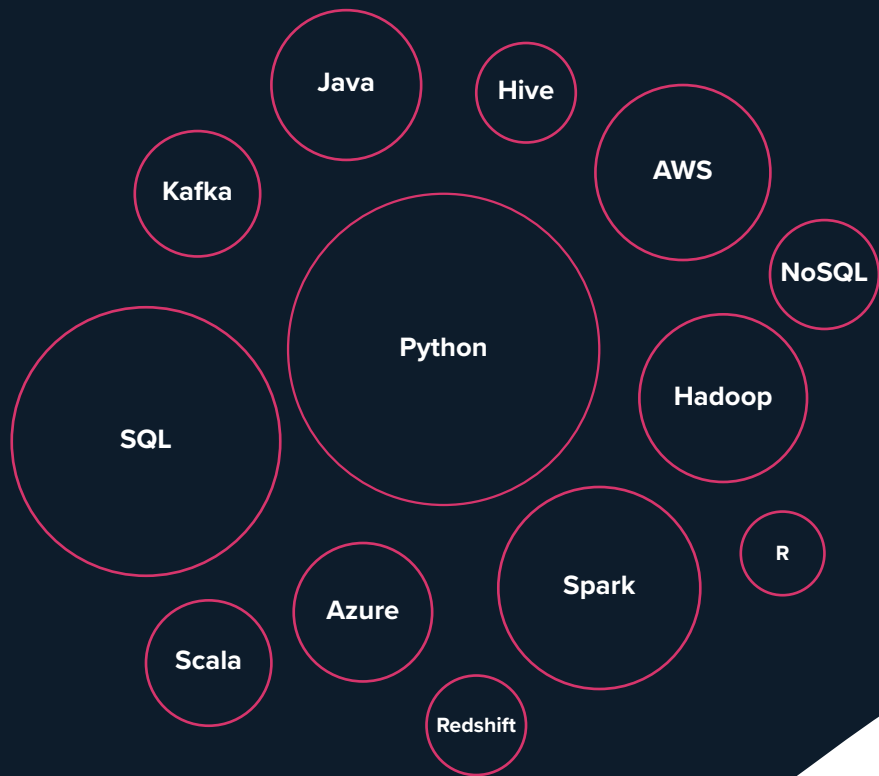 Java
Hive
AWS
Kafka
NoSQL
Python
Hadoop
SQL
R
Spark
Azure
Scala
Redshift